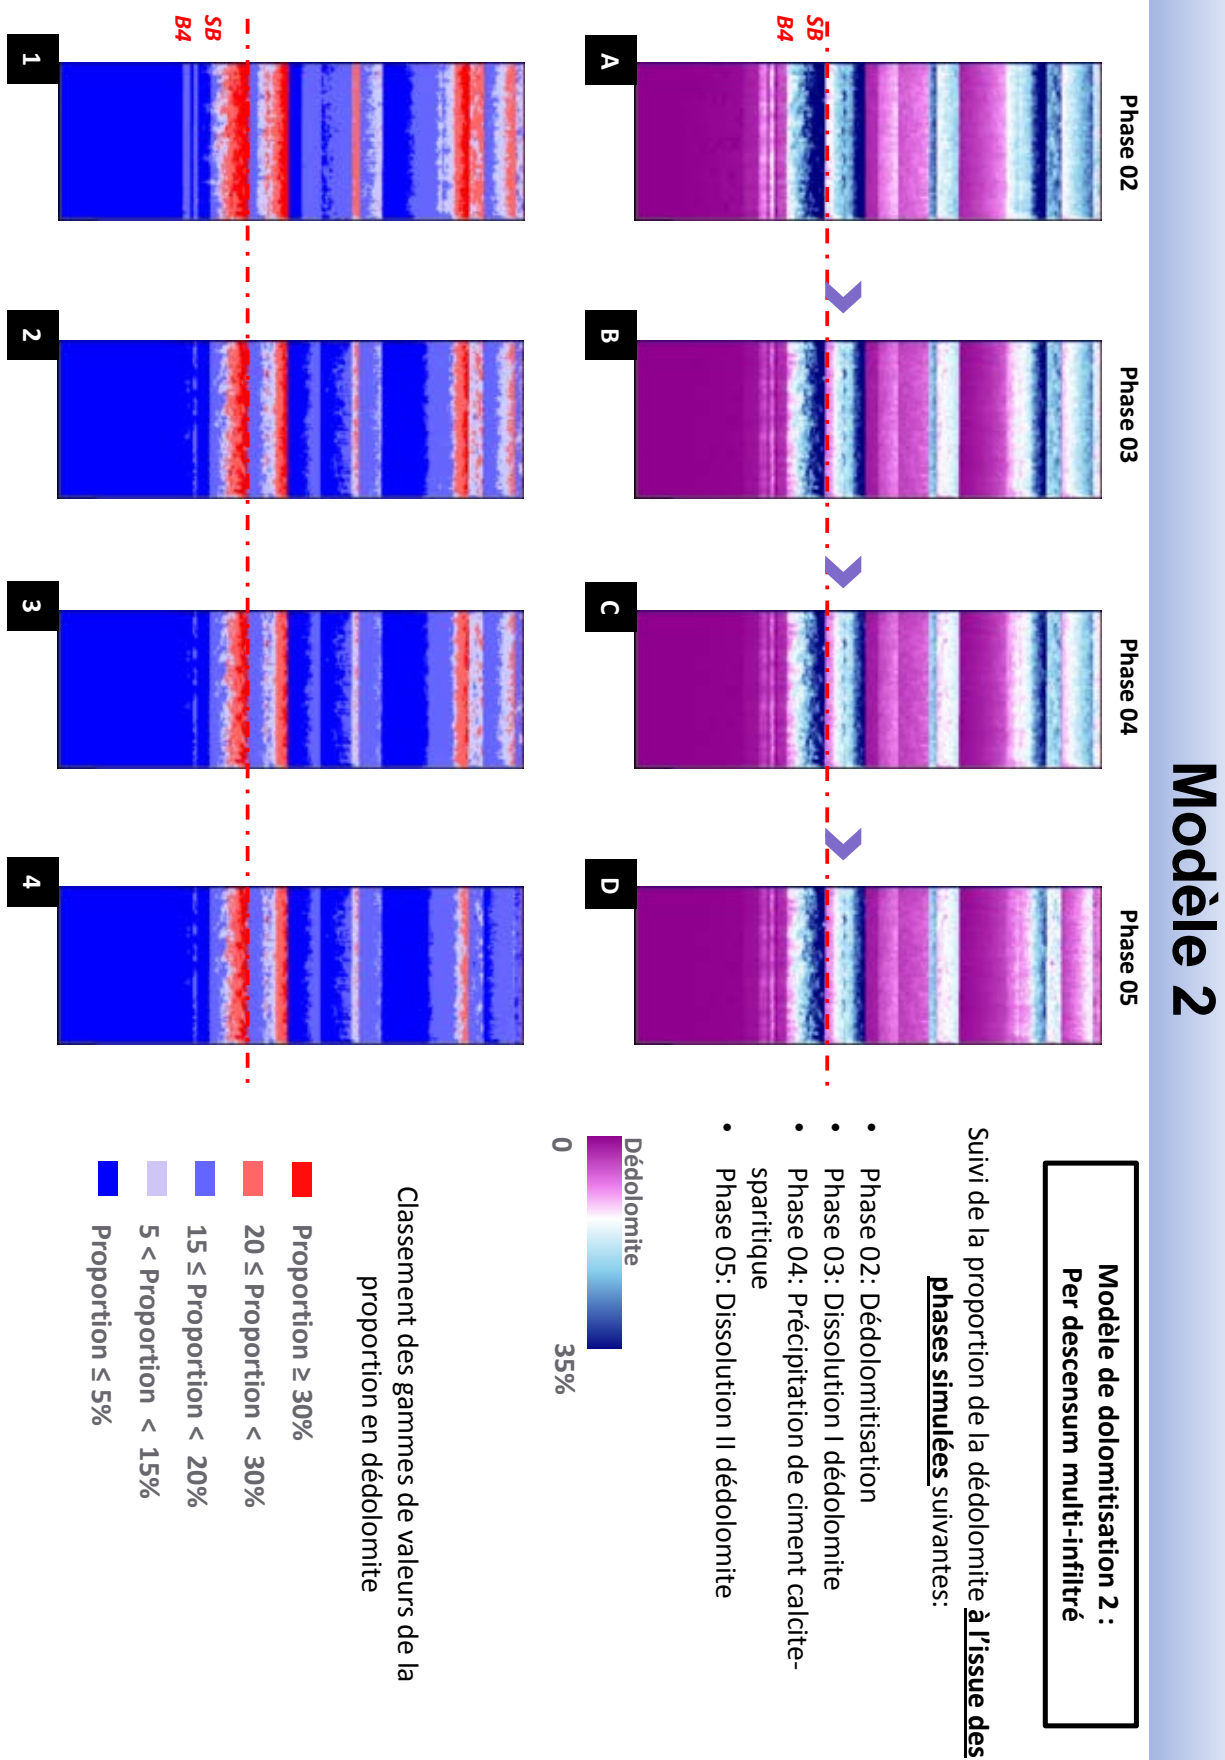 Modèle 2
Phase 02
Phase 03
Phase 04
Phase 05
A
B
C
D
SB
B4
1
2
3
4
SB
B4
Modèle de dolomitisation 2 :
Per descensum multi-infiltré
Suivi de la proportion de la dédolomite à l'issue des
phases simulées suivantes:
• Phase 02: Dédolomitisation
• Phase 03: Dissolution I dédolomite
• Phase 04: Précipitation de ciment calcite-
sparitique
• Phase 05: Dissolution II dédolomite
Dédolomite
0
35%
Classement des gammes de valeurs de la
proportion en dédolomite
Proportion ≥ 30%
20 ≤ Proportion < 30%
15 ≤ Proportion < 20%
5 < Proportion < 15%
Proportion ≤ 5%